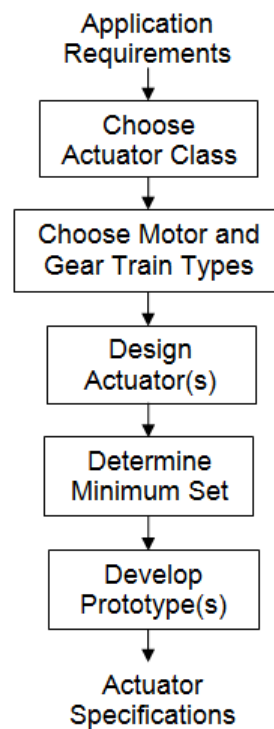 Application
Requirements
Choose
Actuator Class
Choose Motor and
Gear Train Types
Design
Actuator(s)
Determine
Minimum Set
Develop
Prototype(s)
Actuator
Specifications